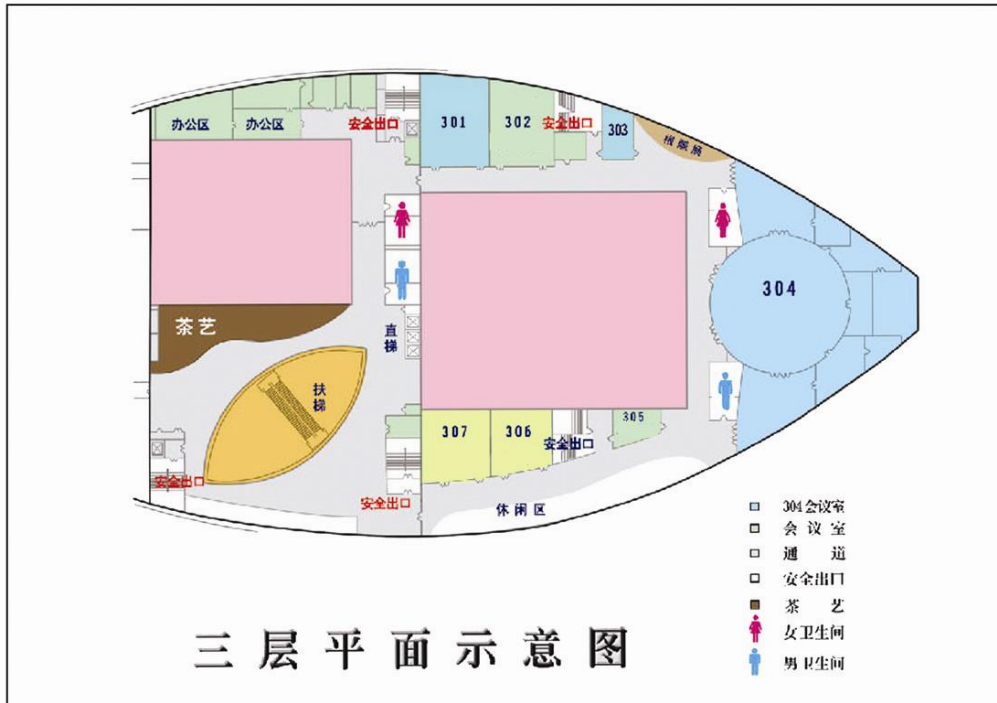 办公区
办公区
安全出口
301
302
安全出口
303
304
茶艺
直梯
扶梯
307
306
305
安全出口
安全出口
安全出口
休闲区
304会议室
会议室
通道
安全出口
茶艺
女卫生间
男卫生间
三层平面示意图